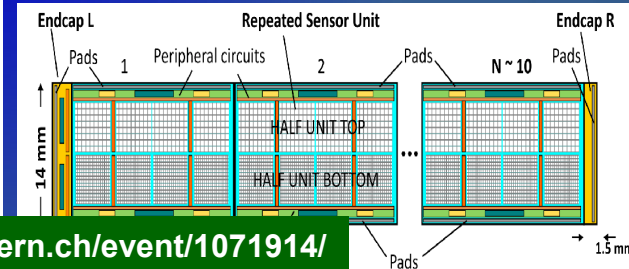 Endcap L Repeated Sensor Unit Endcap R
Pads 1 Peripheral circuits 2 Pads N ~ 10 Pads
14 mm
HALF UNIT TOP
...
HALF UNIT BOTTOM
ern.ch/event/1071914/
Pads
1.5 mm